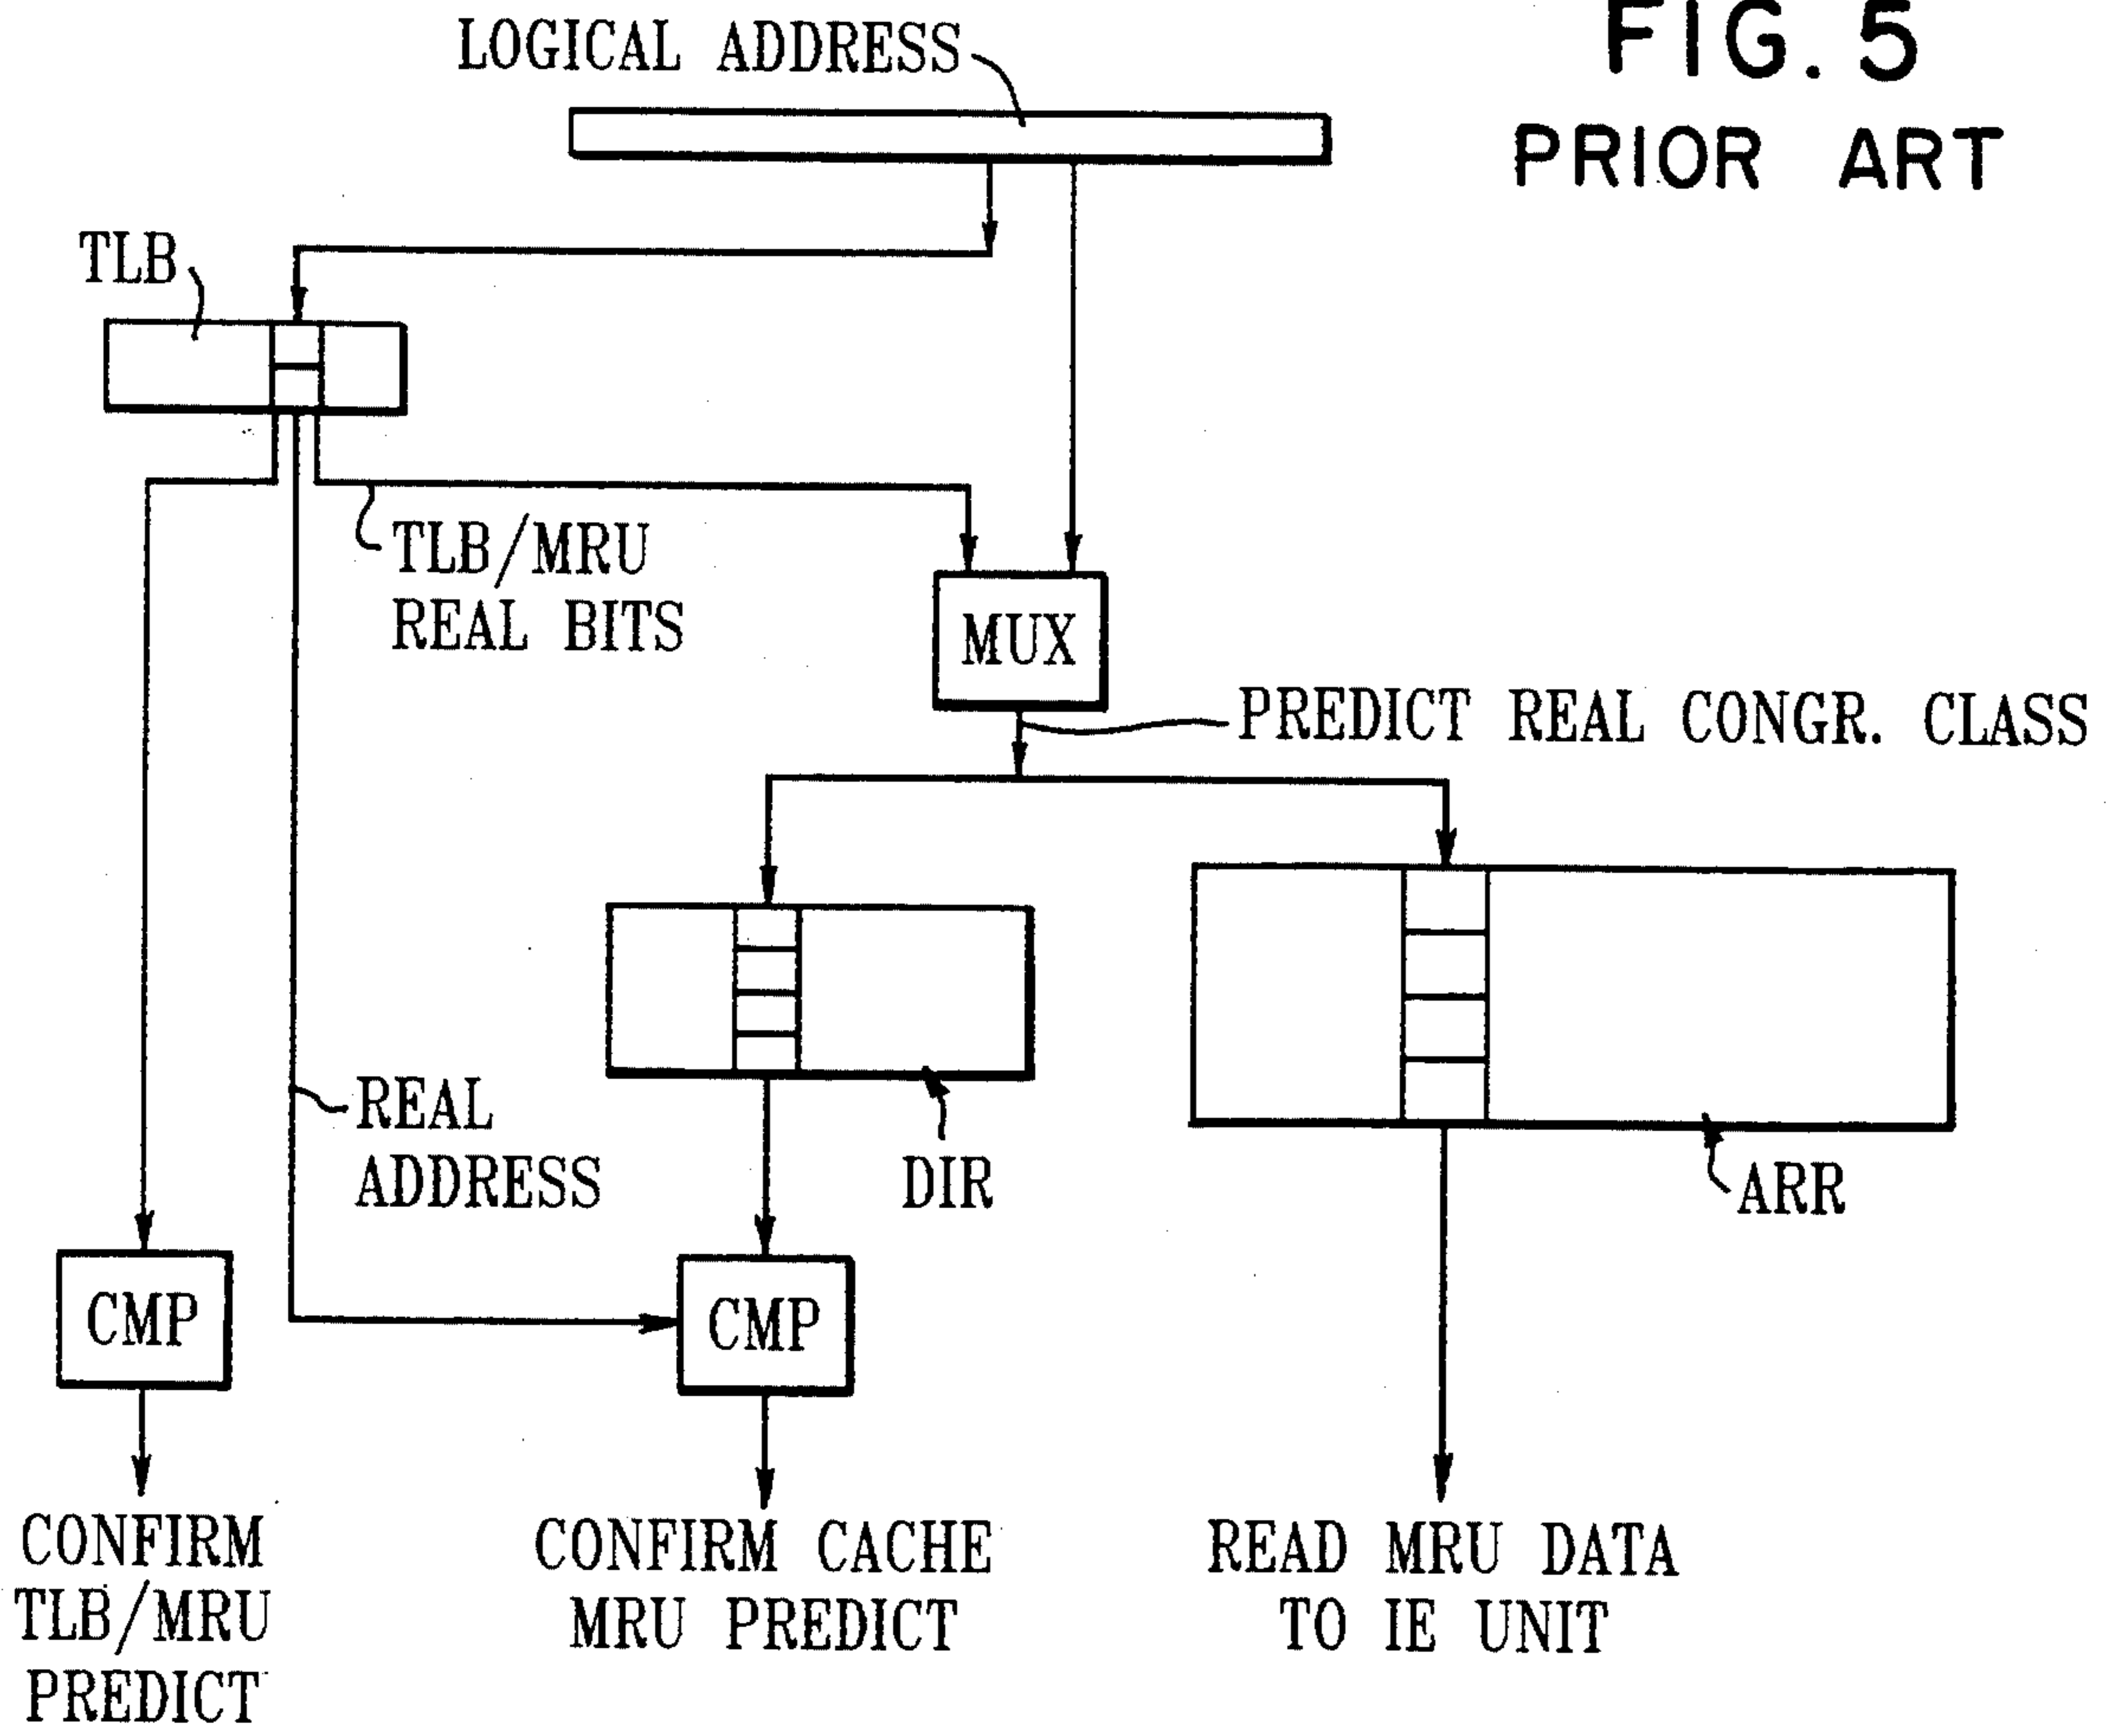 FIG. 5
PRIOR ART
LOGICAL ADDRESS
TLB
TLB/MRU
REAL BITS
MUX
PREDICT REAL CONGR. CLASS
REAL
ADDRESS
DIR
ARR
CMP
CMP
CONFIRM
TLB/MRU
PREDICT
CONFIRM CACHE
MRU PREDICT
READ MRU DATA
TO IE UNIT